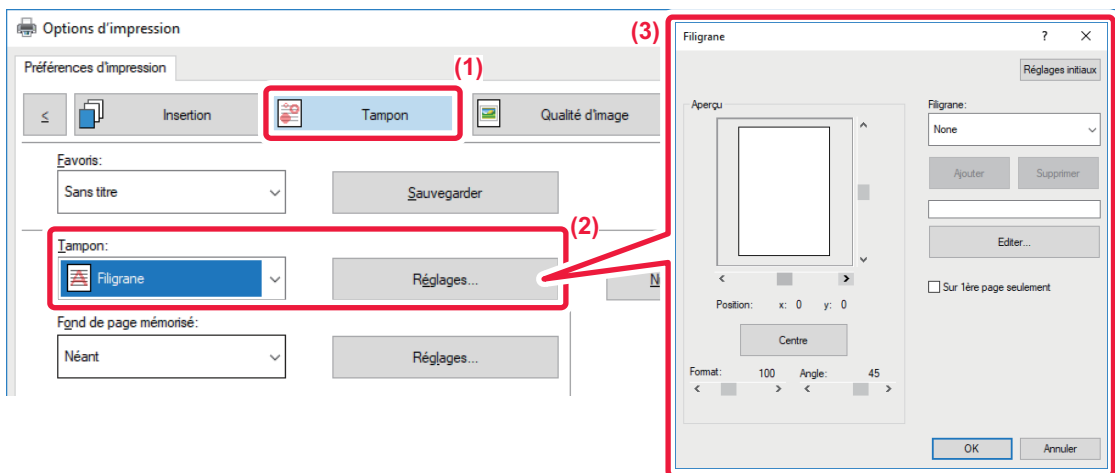 Options d'impression
Préférences d'impression
(1)
<
Insertion
Tampon
Qualité d'image
Favoris:
Sans titre
Sauvegarder
(2)
Tampon:
Filigrane
Réglages...
Fond de page mémorisé:
Néant
Réglages...
(3)
Filigrane
?
Réglages initiaux
Aperçu
Filigrane:
None
Ajouter
Supprimer
Editer...
Sur 1ère page seulement
Position: x: 0 y: 0
Centre
Format: 100 Angle: 45
OK
Annuler